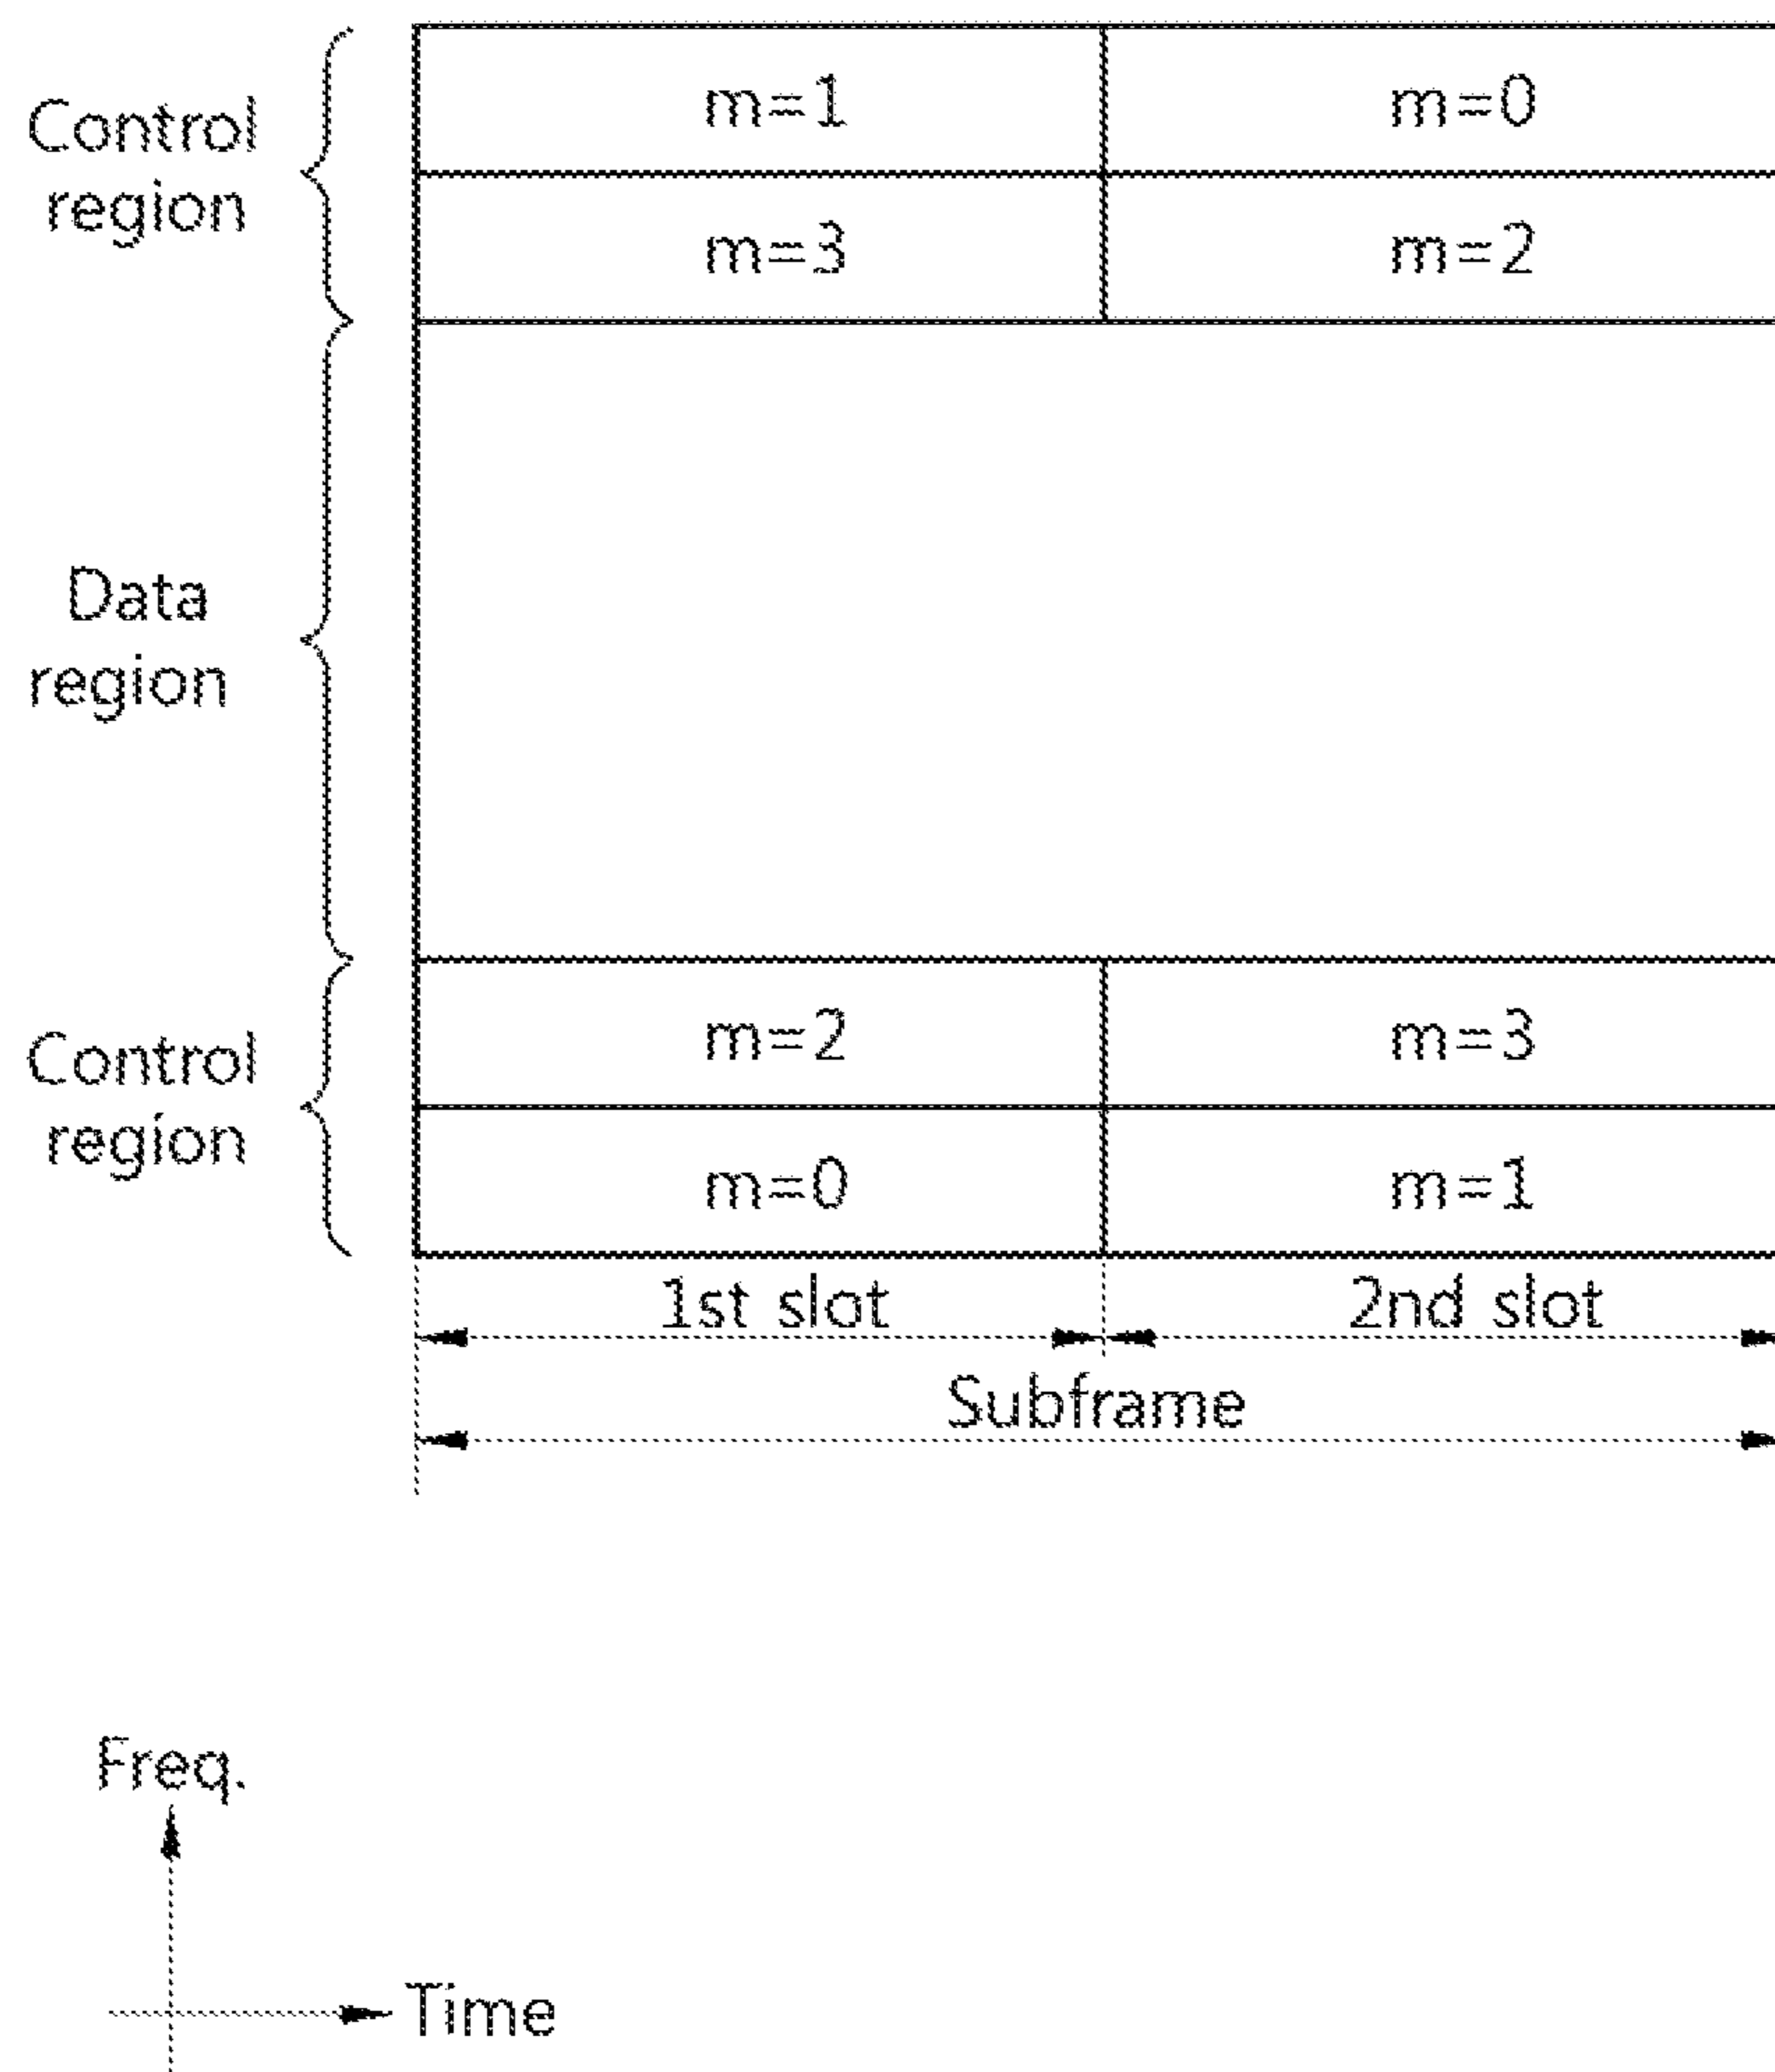 Control
region
m=1
m=0
m=3
m=2
Data
region
Control
region
m=2
m=3
m=0
m=1
1st slot
2nd slot
Subframe
Freq.
Time